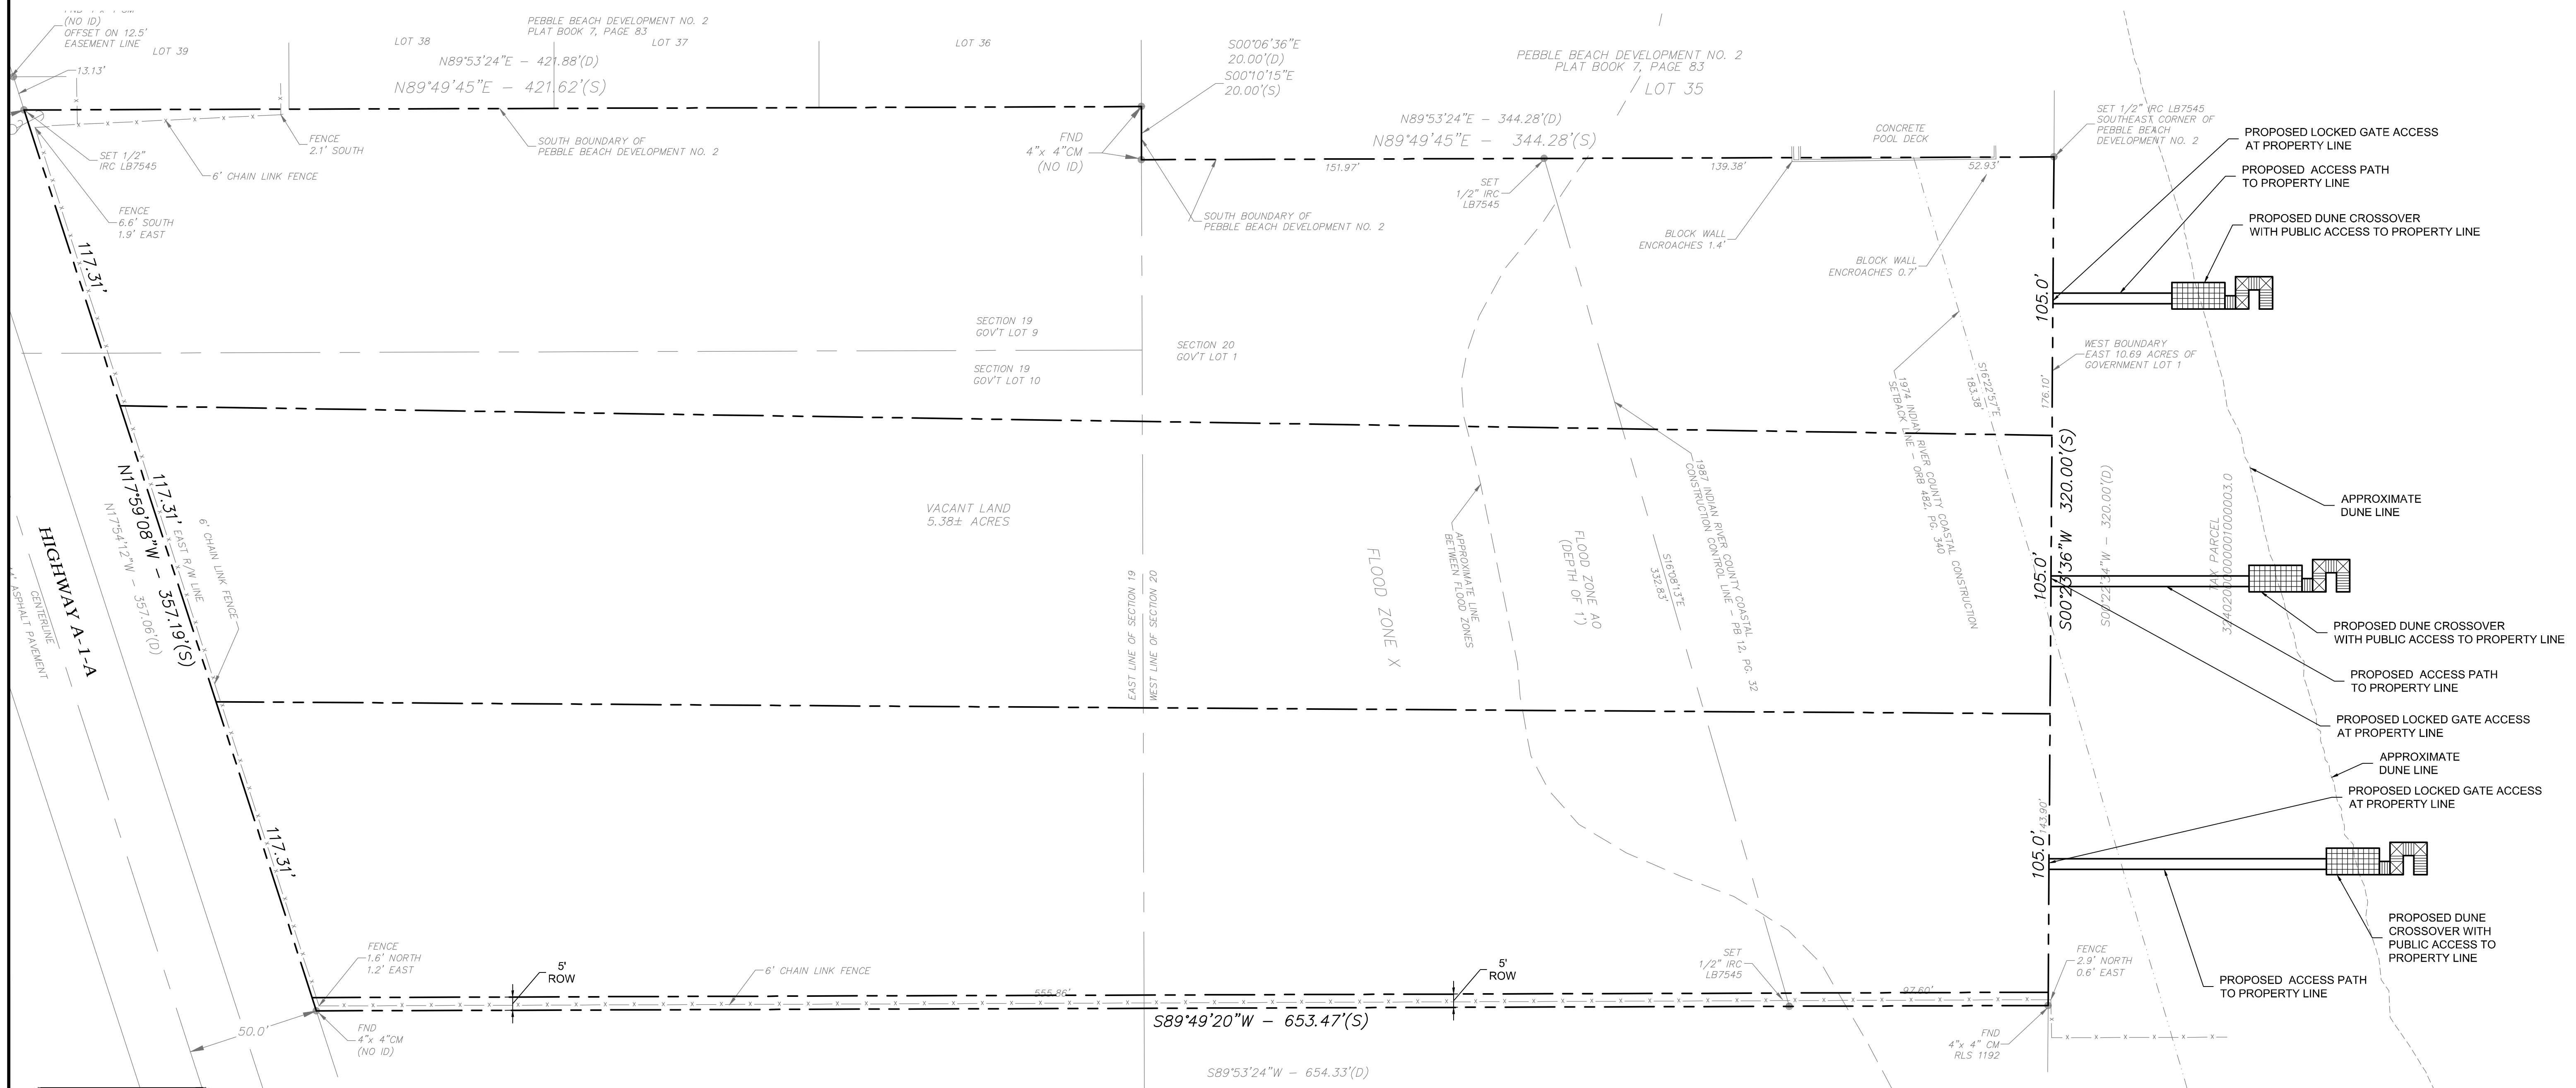 (NO ID)
OFFSET ON 12.5'
EASEMENT LINE
LOT 39
13.13'
LOT 38
PEBBLE BEACH DEVELOPMENT NO. 2
PLAT BOOK 7, PAGE 83
LOT 37
LOT 36
N89°53'24"E - 421.88'(D)
N89°49'45"E - 421.62'(S)
S00°06'36"E
20.00'(D)
S00°10'15"E
20.00'(S)
PEBBLE BEACH DEVELOPMENT NO. 2
PLAT BOOK 7, PAGE 83
LOT 35
N89°53'24"E - 344.28'(D)
N89°49'45"E - 344.28'(S)
CONCRETE
POOL DECK
SET 1/2" IRC LB7545
SOUTHEAST CORNER OF
PEBBLE BEACH
DEVELOPMENT NO. 2
PROPOSED LOCKED GATE ACCESS
AT PROPERTY LINE
PROPOSED ACCESS PATH
TO PROPERTY LINE
PROPOSED DUNE CROSSOVER
WITH PUBLIC ACCESS TO PROPERTY LINE
SET 1/2"
IRC LB7545
FENCE
2.1' SOUTH
6' CHAIN LINK FENCE
FENCE
6.6' SOUTH
1.9' EAST
SOUTH BOUNDARY OF
PEBBLE BEACH DEVELOPMENT NO. 2
FND
4"x 4"CM
(NO ID)
151.97'
139.38'
52.93'
SET
1/2" IRC
LB7545
SOUTH BOUNDARY OF
PEBBLE BEACH DEVELOPMENT NO. 2
BLOCK WALL
ENCROACHES 1.4'
BLOCK WALL
ENCROACHES 0.7'
117.31'
105.0'
SECTION 19
GOV'T LOT 9
SECTION 20
GOV'T LOT 1
SECTION 19
GOV'T LOT 10
WEST BOUNDARY
EAST 10.69 ACRES OF
GOVERNMENT LOT 1
S16°22'57"E
183.38'
176.10'
1974 INDIAN RIVER COUNTY COASTAL CONSTRUCTION
SETBACK LINE - ORB 482, PG. 340
1987 INDIAN RIVER COUNTY COASTAL
CONSTRUCTION CONTROL LINE - PB 12, PG. 32
S16°08'13"E
332.83'
N17°59'08"W - 357.19'(S)
N17°54'12"W - 357.06'(D)
117.31'
EAST R/W LINE
6' CHAIN LINK FENCE
HIGHWAY A-1-A
CENTERLINE
ASPHALT PAVEMENT
VACANT LAND
5.38± ACRES
EAST LINE OF SECTION 19
WEST LINE OF SECTION 20
FLOOD ZONE X
APPROXIMATE LINE
BETWEEN FLOOD ZONES
FLOOD ZONE AO
(DEPTH OF 1')
105.0'
S00°23'36"W 320.00'(S)
S00°22'34"W - 320.00'(D)
TAX PARCEL
APPROXIMATE
DUNE LINE
PROPOSED DUNE CROSSOVER
WITH PUBLIC ACCESS TO PROPERTY LINE
PROPOSED ACCESS PATH
TO PROPERTY LINE
PROPOSED LOCKED GATE ACCESS
AT PROPERTY LINE
APPROXIMATE
DUNE LINE
PROPOSED LOCKED GATE ACCESS
AT PROPERTY LINE
117.31'
105.0'
143.90'
PROPOSED DUNE
CROSSOVER WITH
PUBLIC ACCESS TO
PROPERTY LINE
PROPOSED ACCESS PATH
TO PROPERTY LINE
FENCE
1.6' NORTH
1.2' EAST
5'
ROW
6' CHAIN LINK FENCE
555.86'
5'
ROW
SET
1/2" IRC
LB7545
97.60'
FENCE
2.9' NORTH
0.6' EAST
50.0'
FND
4"x 4"CM
(NO ID)
S89°49'20"W - 653.47'(S)
FND
4"x 4" CM
RLS 1192
S89°53'24"W - 654.33'(D)